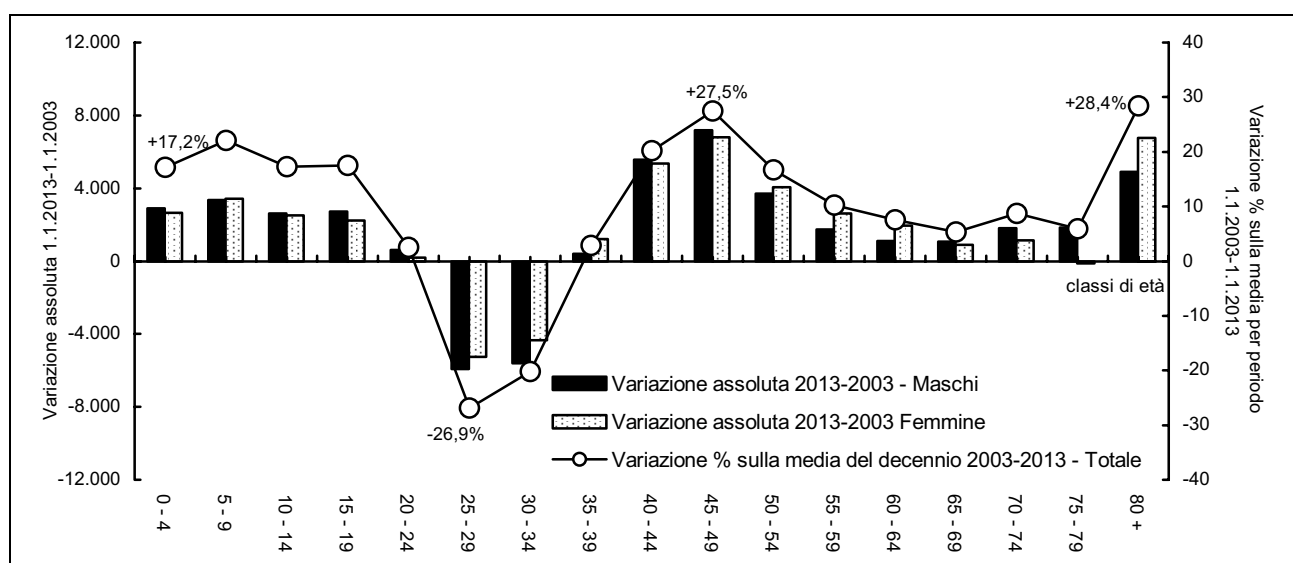 12.000
8.000
4.000
0
-4.000
-8.000
-12.000
Variazione assoluta 1.1.2013-1.1.2003
40
30
20
10
0
-10
-20
-30
-40
Variazione % sulla media per periodo
1.1.2003-1.1.2013
+17,2%
-26,9%
+27,5%
+28,4%
classi di età
Variazione assoluta 2013-2003 - Maschi
Variazione assoluta 2013-2003 Femmine
Variazione % sulla media del decennio 2003-2013 - Totale
0 - 4
5 - 9
10 - 14
15 - 19
20 - 24
25 - 29
30 - 34
35 - 39
40 - 44
45 - 49
50 - 54
55 - 59
60 - 64
65 - 69
70 - 74
75 - 79
80 +